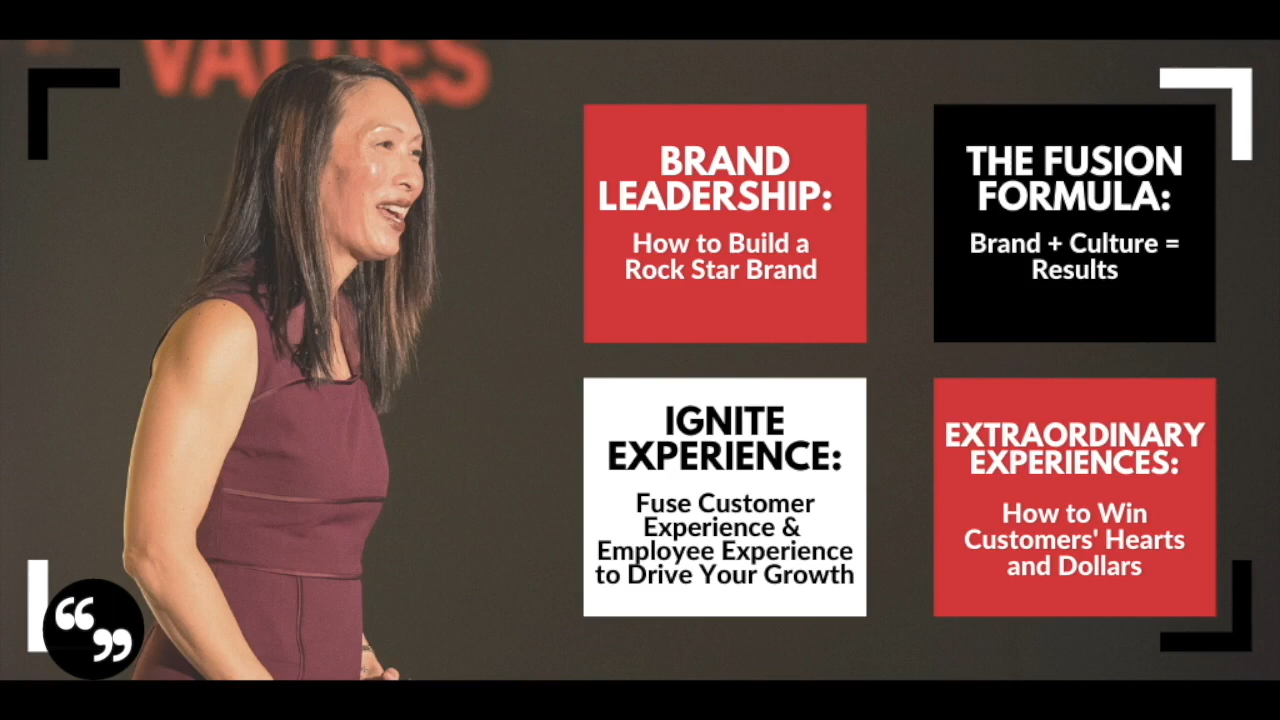 VALUES
BRAND
LEADERSHIP:
How to Build a
Rock Star Brand
THE FUSION
FORMULA:
Brand + Culture =
Results
IGNITE
EXPERIENCE:
Fuse Customer
Experience &
Employee Experience
to Drive Your Growth
EXTRAORDINARY
EXPERIENCES:
How to Win
Customers' Hearts
and Dollars